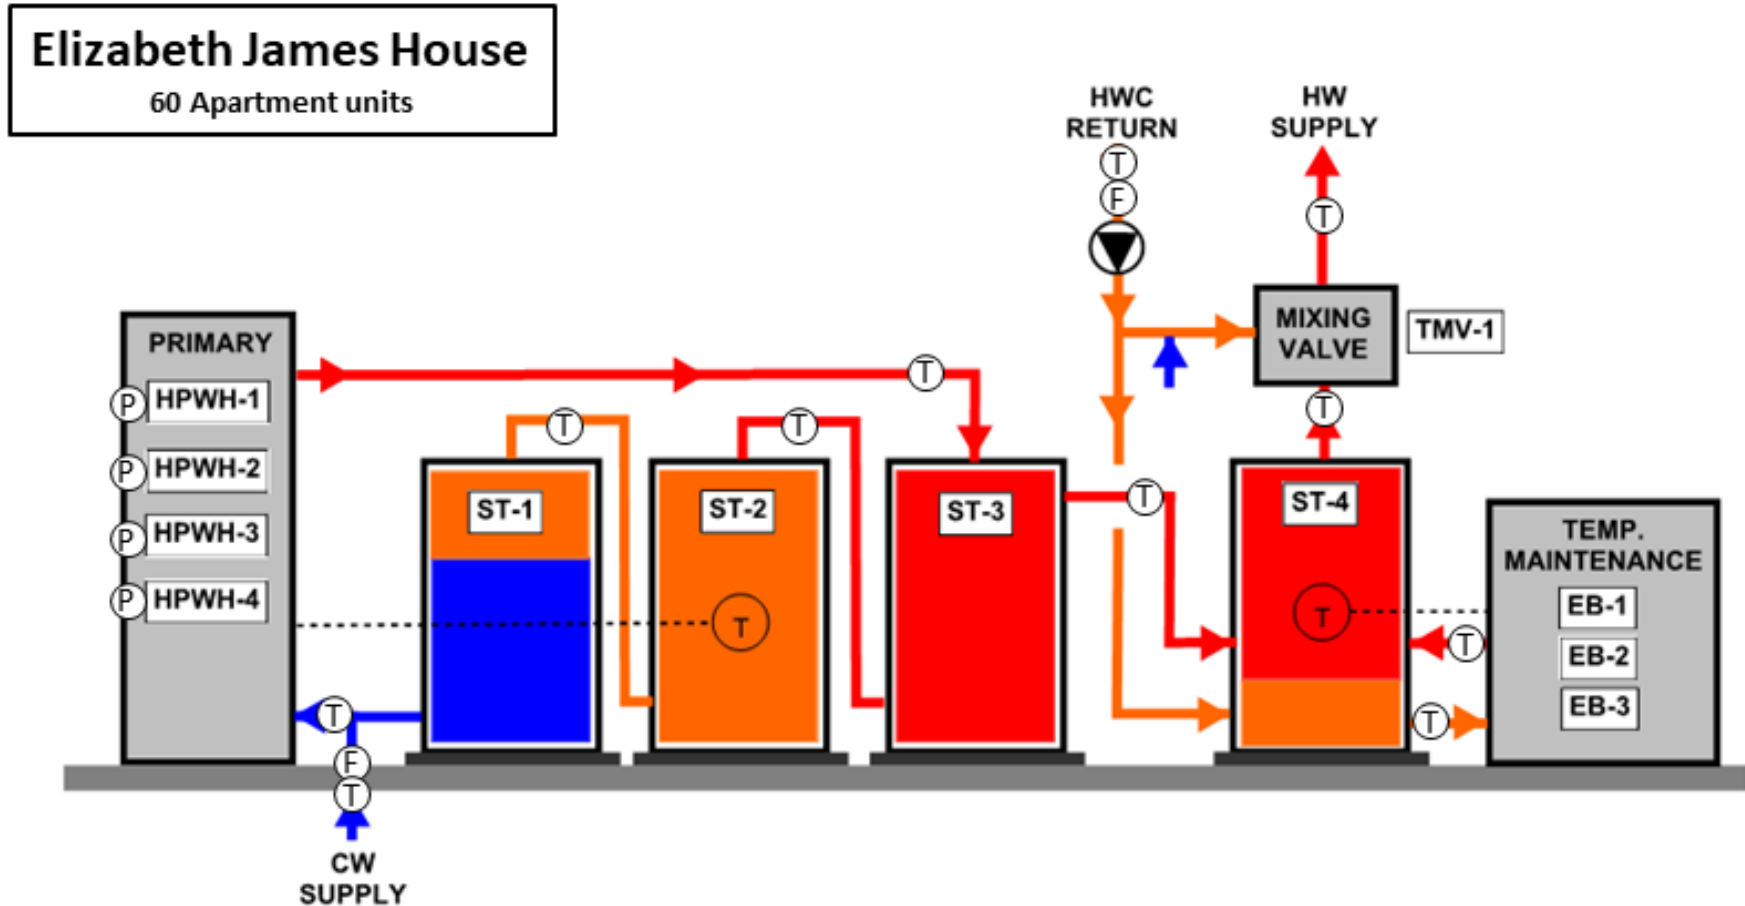 Elizabeth James House
60 Apartment units
HWC
RETURN
T
F
HW
SUPPLY
T
MIXING
VALVE
TMV-1
T
PRIMARY
P
HPWH-1
P
HPWH-2
P
HPWH-3
P
HPWH-4
T
T
T
ST-1
ST-2
T
ST-3
T
ST-4
T
TEMP.
MAINTENANCE
EB-1
EB-2
EB-3
T
T
T
F
T
CW
SUPPLY